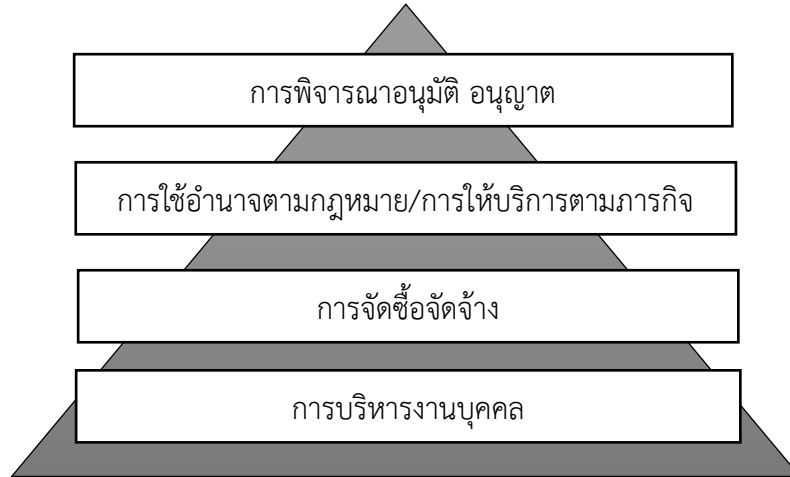 การพิจารณาอนุมัติ อนุญาต
การใช้อำนาจตามกฎหมาย/การให้บริการตามภารกิจ
การจัดซื้อจัดจ้าง
การบริหารงานบุคคล